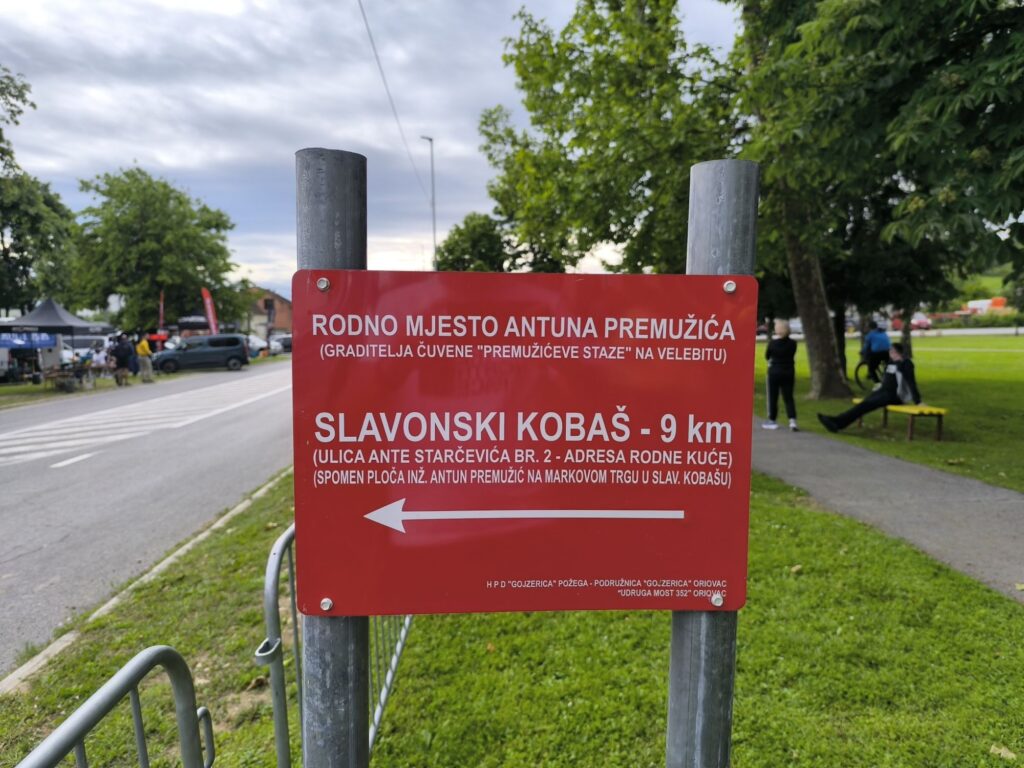 RODNO MJESTO ANTUNA PREMUŽIĆA
(GRADITELJA ČUVENE "PREMUŽIĆEVE STAZE" NA VELEBITU)
SLAVONSKI KOBAŠ - 9 km
(ULICA ANTE STARČEVIĆA BR. 2 - ADRESA RODNE KUĆE)
(SPOMEN PLOČA INŽ. ANTUN PREMUŽIĆ NA MARKOVOM TRGU U SLAV. KOBAŠU)
H P D "GOJZERICA" POŽEGA - PODRUŽNICA "GOJZERICA" ORIOVAC
"UDRUGA MOST 352" ORIOVAC